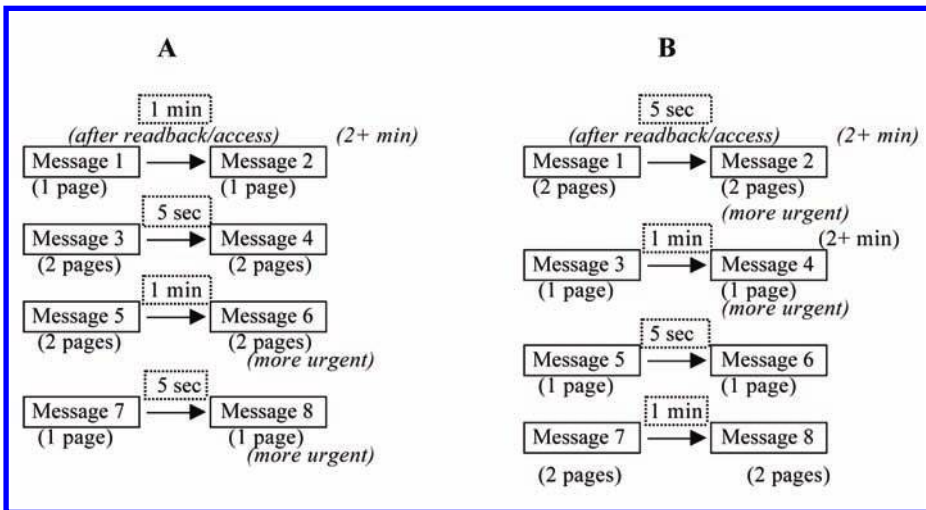 A
1 min
(after readback/access) (2+ min)
Message 1 Message 2
(1 page) (1 page)
5 sec
Message 3 Message 4
(2 pages) (2 pages)
1 min
Message 5 Message 6
(2 pages) (2 pages)
(more urgent)
5 sec
Message 7 Message 8
(1 page) (1 page)
(more urgent)
B
5 sec
(after readback/access) (2+ min)
Message 1 Message 2
(2 pages) (2 pages)
(more urgent)
1 min (2+ min)
Message 3 Message 4
(1 page) (1 page)
(more urgent)
5 sec
Message 5 Message 6
(1 page) (1 page)
1 min
Message 7 Message 8
(2 pages) (2 pages)